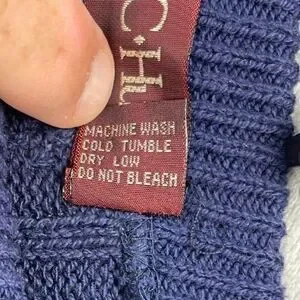 C·H
MACHINE WASH
COLD TUMBLE
DRY LOW
DO NOT BLEACH